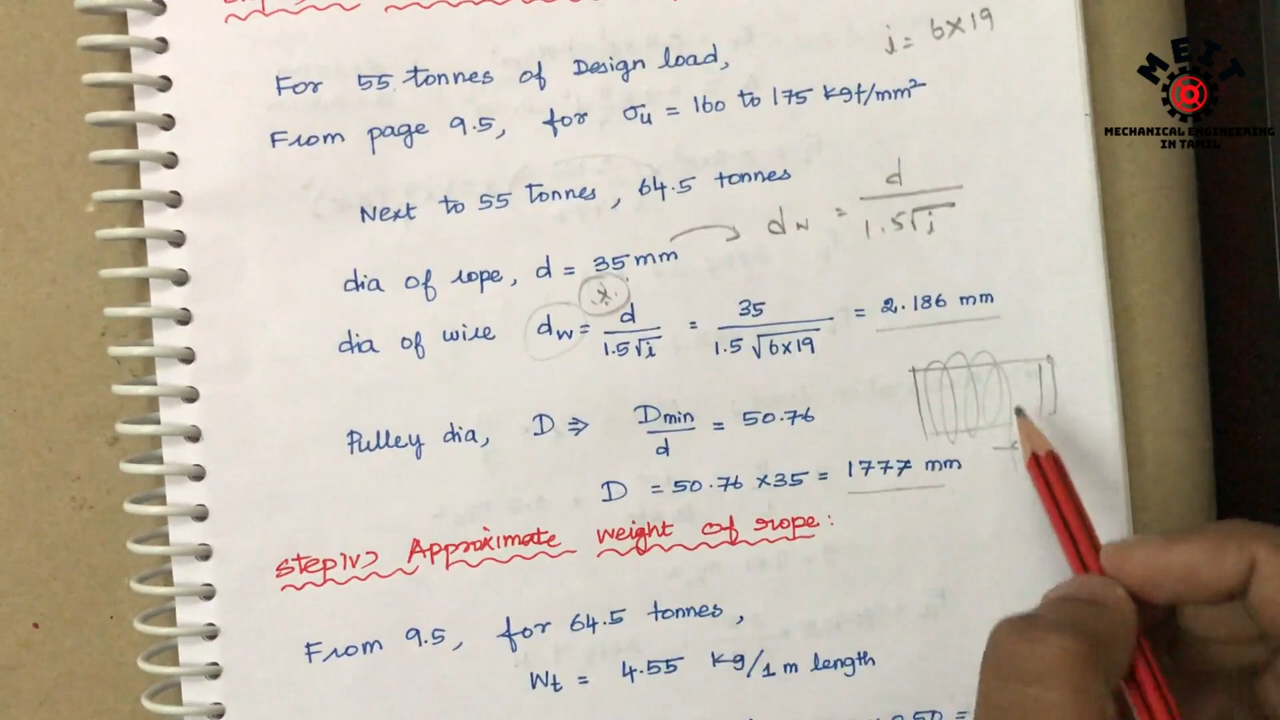 i = 6×19
For 55 tonnes of Design load,
From page 9.5, for σu = 160 to 175 kgf/mm²
Next to 55 tonnes, 64.5 tonnes
dia of rope, d = 35mm → dw = d / 1.5√i
dia of wire dw = d / 1.5√i = 35 / 1.5√6×19 = 2.186 mm
Pulley dia, D ⇒ Dmin / d = 50.76
D = 50.76 ×35 = 1777 mm
Step iv) Approximate weight of rope:
From 9.5, for 64.5 tonnes,
Wt = 4.55 kg/1m length
MEIT
MECHANICAL ENGINEERING
IN TAMIL